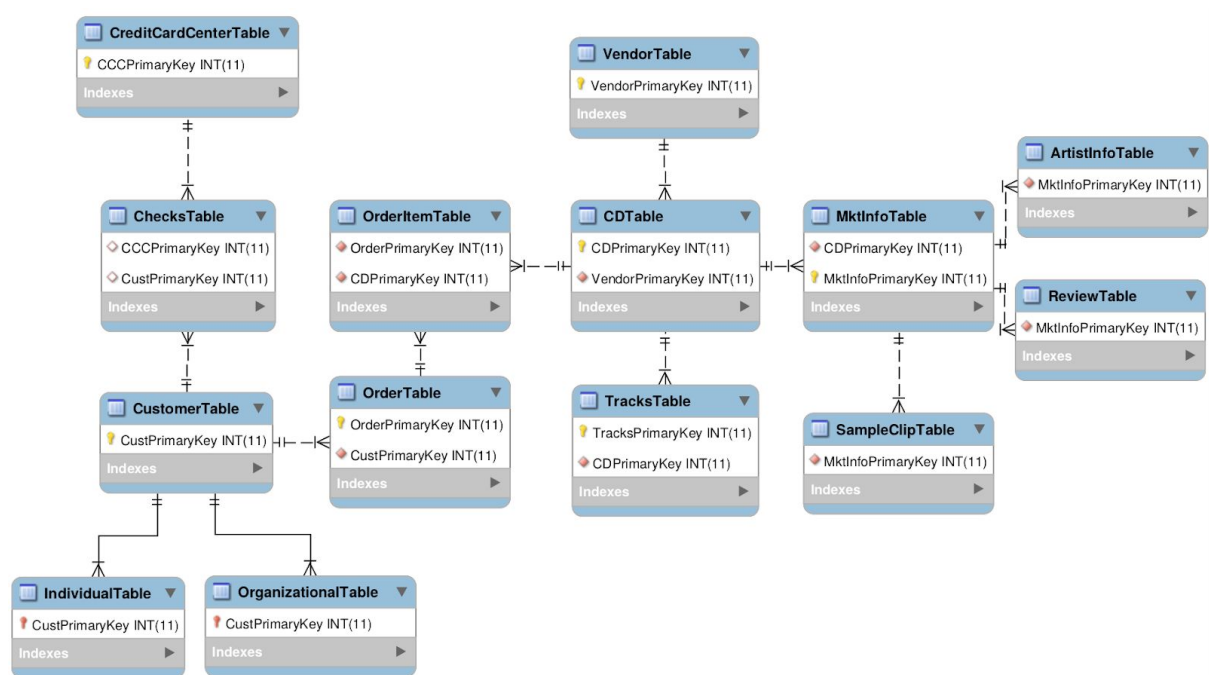 CreditCardCenterTable
CCCPrimaryKey INT(11)
Indexes
VendorTable
VendorPrimaryKey INT(11)
Indexes
ArtistInfoTable
MktInfoPrimaryKey INT(11)
Indexes
ChecksTable
CCCPrimaryKey INT(11)
CustPrimaryKey INT(11)
Indexes
OrderItemTable
OrderPrimaryKey INT(11)
CDPrimaryKey INT(11)
Indexes
CDTable
CDPrimaryKey INT(11)
VendorPrimaryKey INT(11)
Indexes
MktInfoTable
CDPrimaryKey INT(11)
MktInfoPrimaryKey INT(11)
Indexes
ReviewTable
MktInfoPrimaryKey INT(11)
Indexes
CustomerTable
CustPrimaryKey INT(11)
Indexes
OrderTable
OrderPrimaryKey INT(11)
CustPrimaryKey INT(11)
Indexes
TracksTable
TracksPrimaryKey INT(11)
CDPrimaryKey INT(11)
Indexes
SampleClipTable
MktInfoPrimaryKey INT(11)
Indexes
IndividualTable
CustPrimaryKey INT(11)
Indexes
OrganizationalTable
CustPrimaryKey INT(11)
Indexes